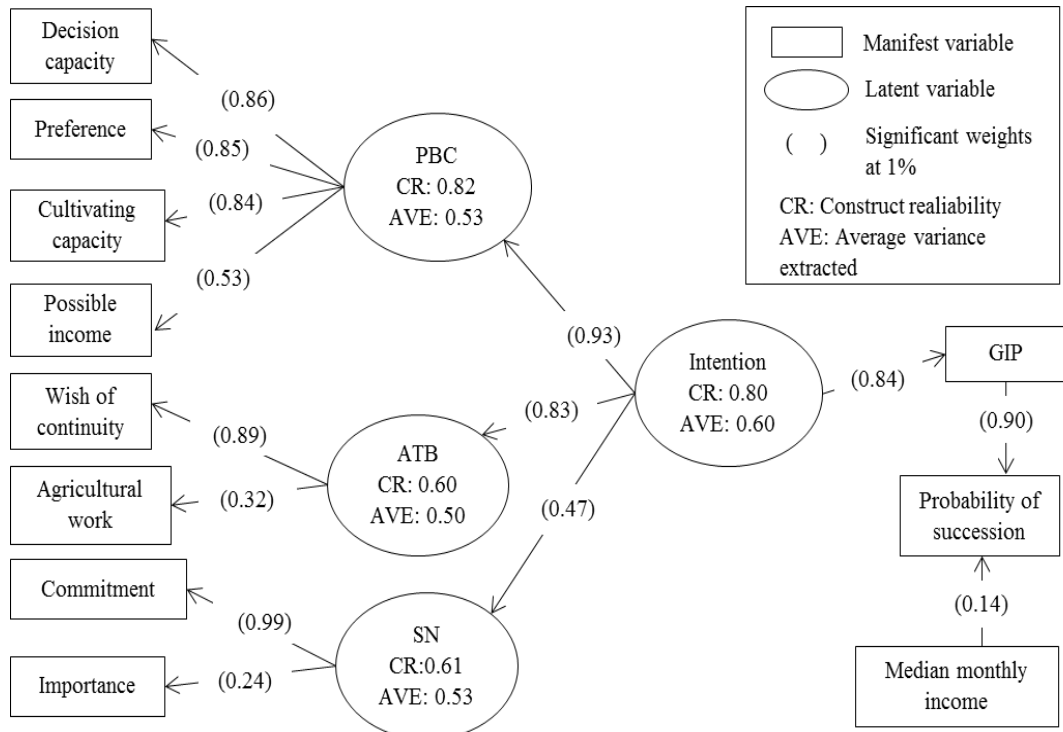 Decision
capacity
(0.86)
Preference
(0.85)
Cultivating
capacity
(0.84)
Possible
income
(0.53)
PBC
CR: 0.82
AVE: 0.53
(0.93)
Wish of
continuity
(0.89)
Agricultural
work
(0.32)
ATB
CR: 0.60
AVE: 0.50
(0.83)
Commitment
(0.99)
Importance
(0.24)
SN
CR:0.61
AVE: 0.53
(0.47)
Intention
CR: 0.80
AVE: 0.60
(0.84)
GIP
(0.90)
Probability of
succession
(0.14)
Median monthly
income
Manifest variable
Latent variable
( ) Significant weights
at 1%
CR: Construct realiability
AVE: Average variance
extracted